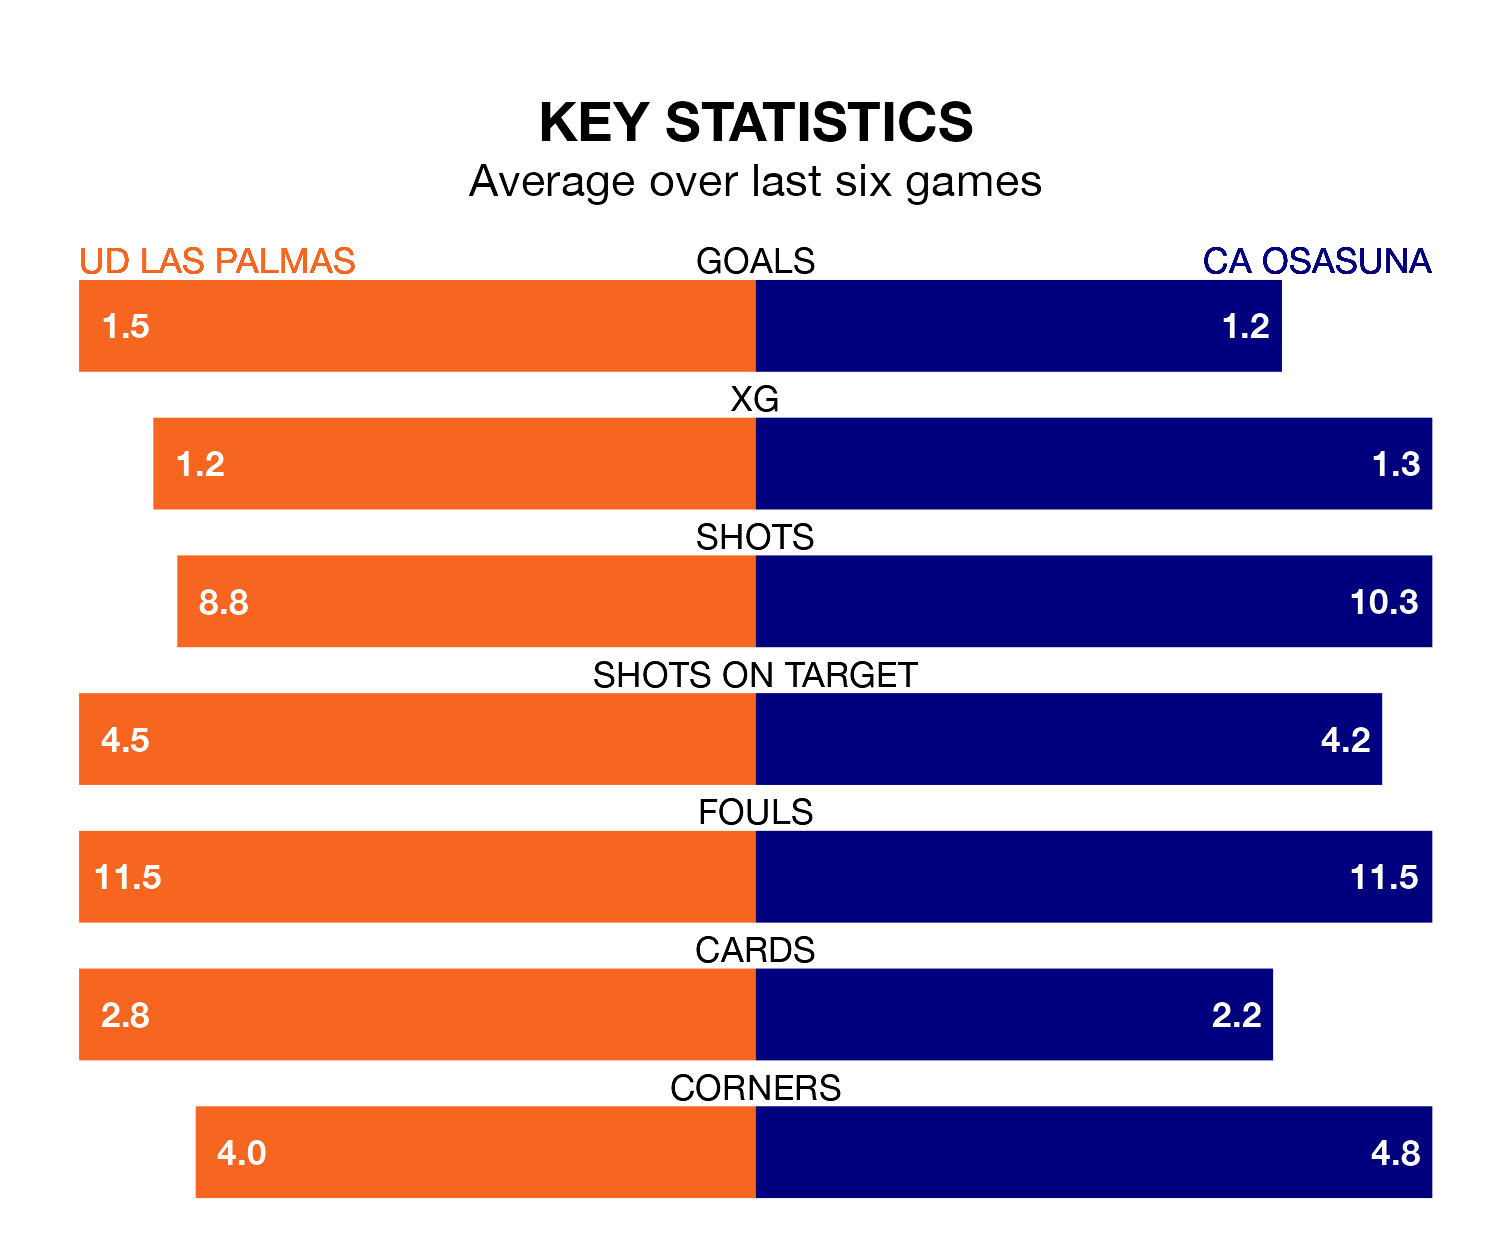 KEY STATISTICS
Average over last six games
UD LAS PALMAS GOALS CA OSASUNA
1.5 1.2
XG
1.2 1.3
SHOTS
8.8 10.3
SHOTS ON TARGET
4.5 4.2
FOULS
11.5 11.5
CARDS
2.8 2.2
CORNERS
4.0 4.8